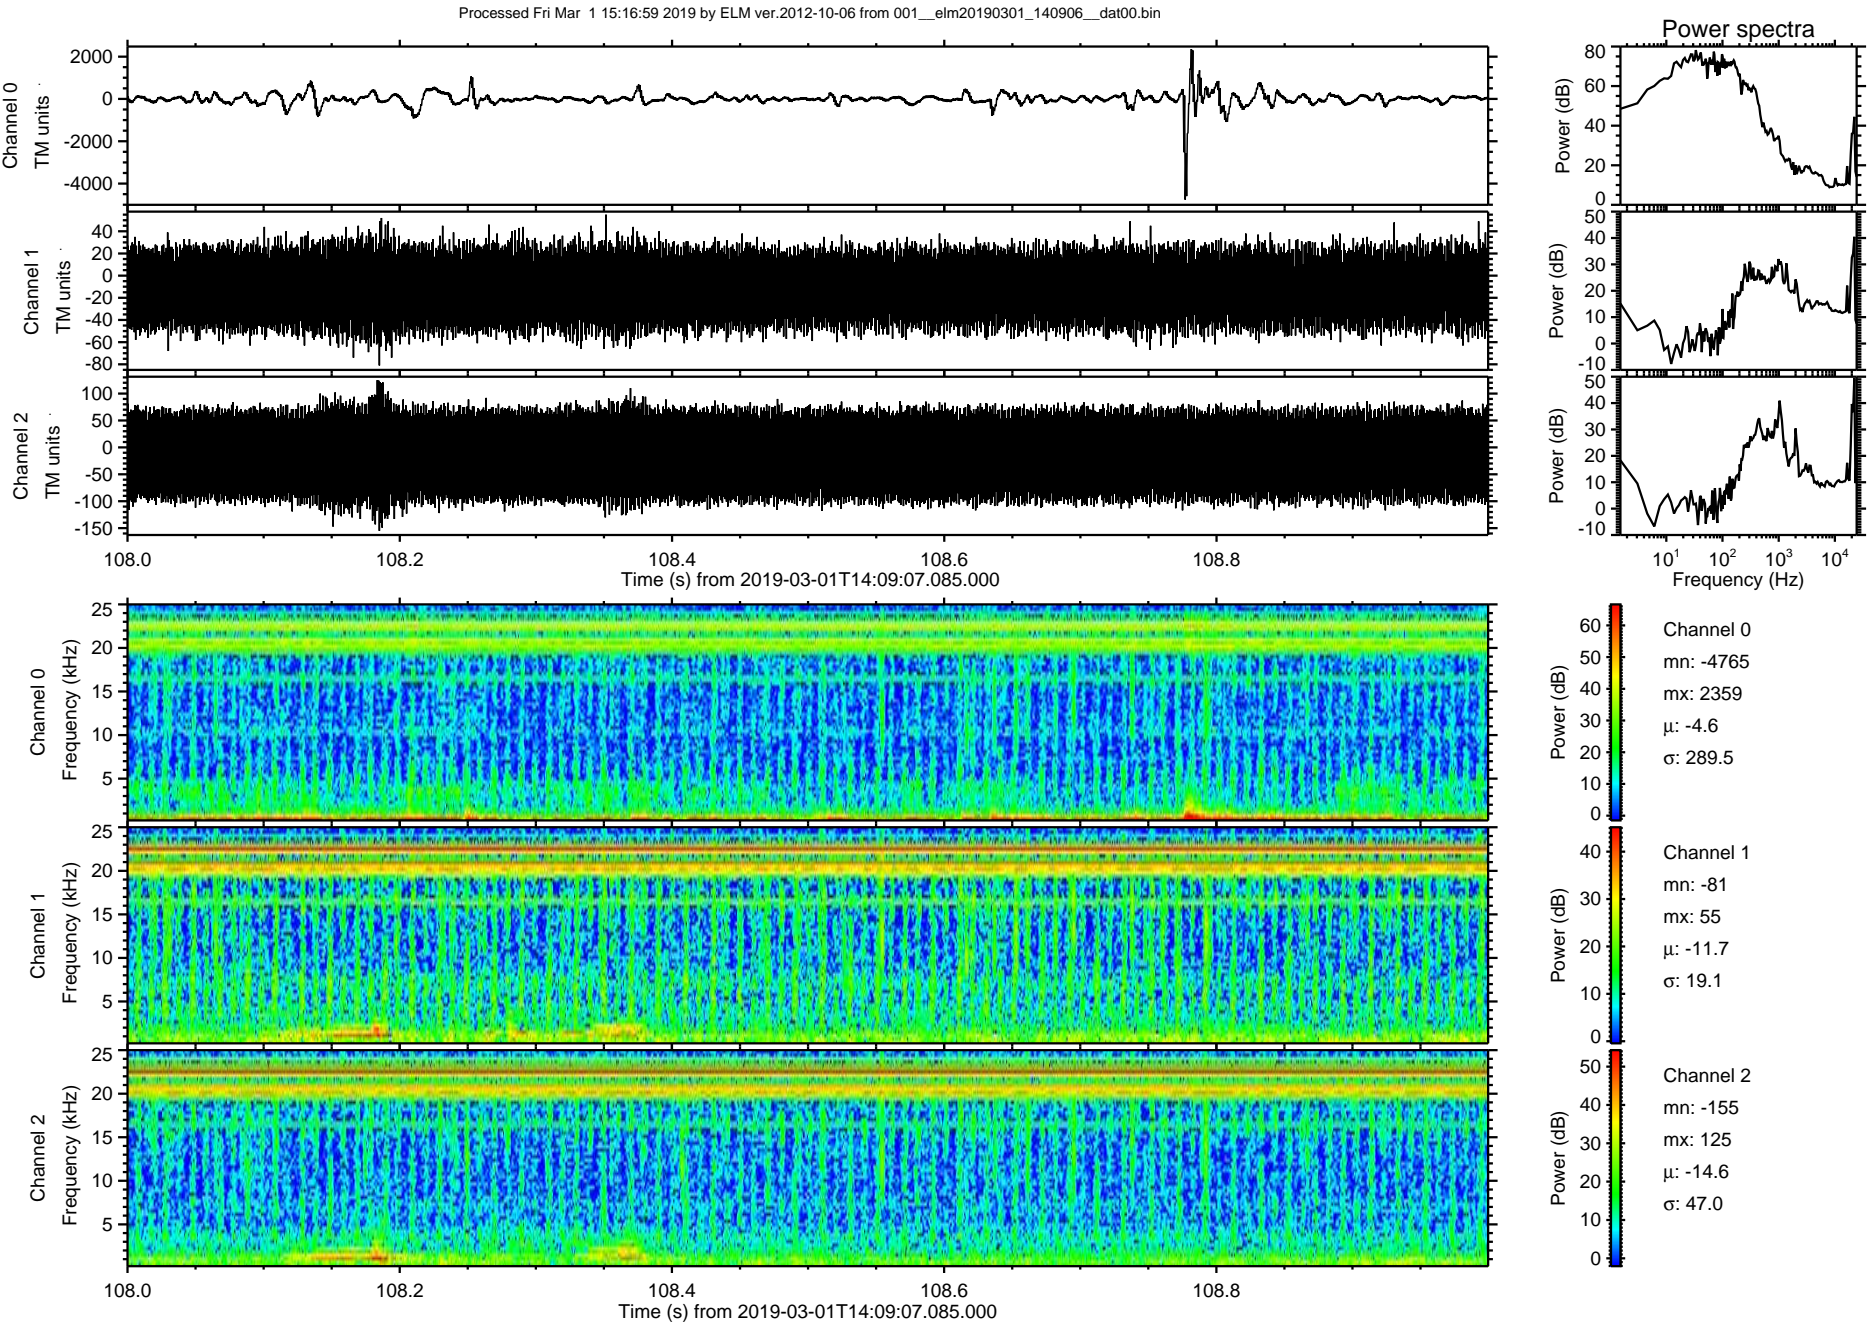 Processed Fri Mar 1 15:16:59 2019 by ELM ver.2012-10-06 from 001__elm20190301_140906__dat00.bin
Power spectra
Channel 0
TM units
2000
0
-2000
-4000
Power (dB)
80
60
40
20
0
Channel 1
TM units
40
20
0
-20
-40
-60
-80
Power (dB)
50
40
30
20
10
0
-10
Channel 2
TM units
100
50
0
-50
-100
-150
Power (dB)
50
40
30
20
10
0
-10
108.0 108.2 108.4 108.6 108.8
Time (s) from 2019-03-01T14:09:07.085.000
10^1 10^2 10^3 10^4
Frequency (Hz)
Channel 0
Frequency (kHz)
25
20
15
10
5
Power (dB)
60
50
40
30
20
10
0
Channel 0
mn: -4765
mx: 2359
μ: -4.6
σ: 289.5
Channel 1
Frequency (kHz)
25
20
15
10
5
Power (dB)
40
30
20
10
0
Channel 1
mn: -81
mx: 55
μ: -11.7
σ: 19.1
Channel 2
Frequency (kHz)
25
20
15
10
5
Power (dB)
50
40
30
20
10
0
Channel 2
mn: -155
mx: 125
μ: -14.6
σ: 47.0
108.0 108.2 108.4 108.6 108.8
Time (s) from 2019-03-01T14:09:07.085.000